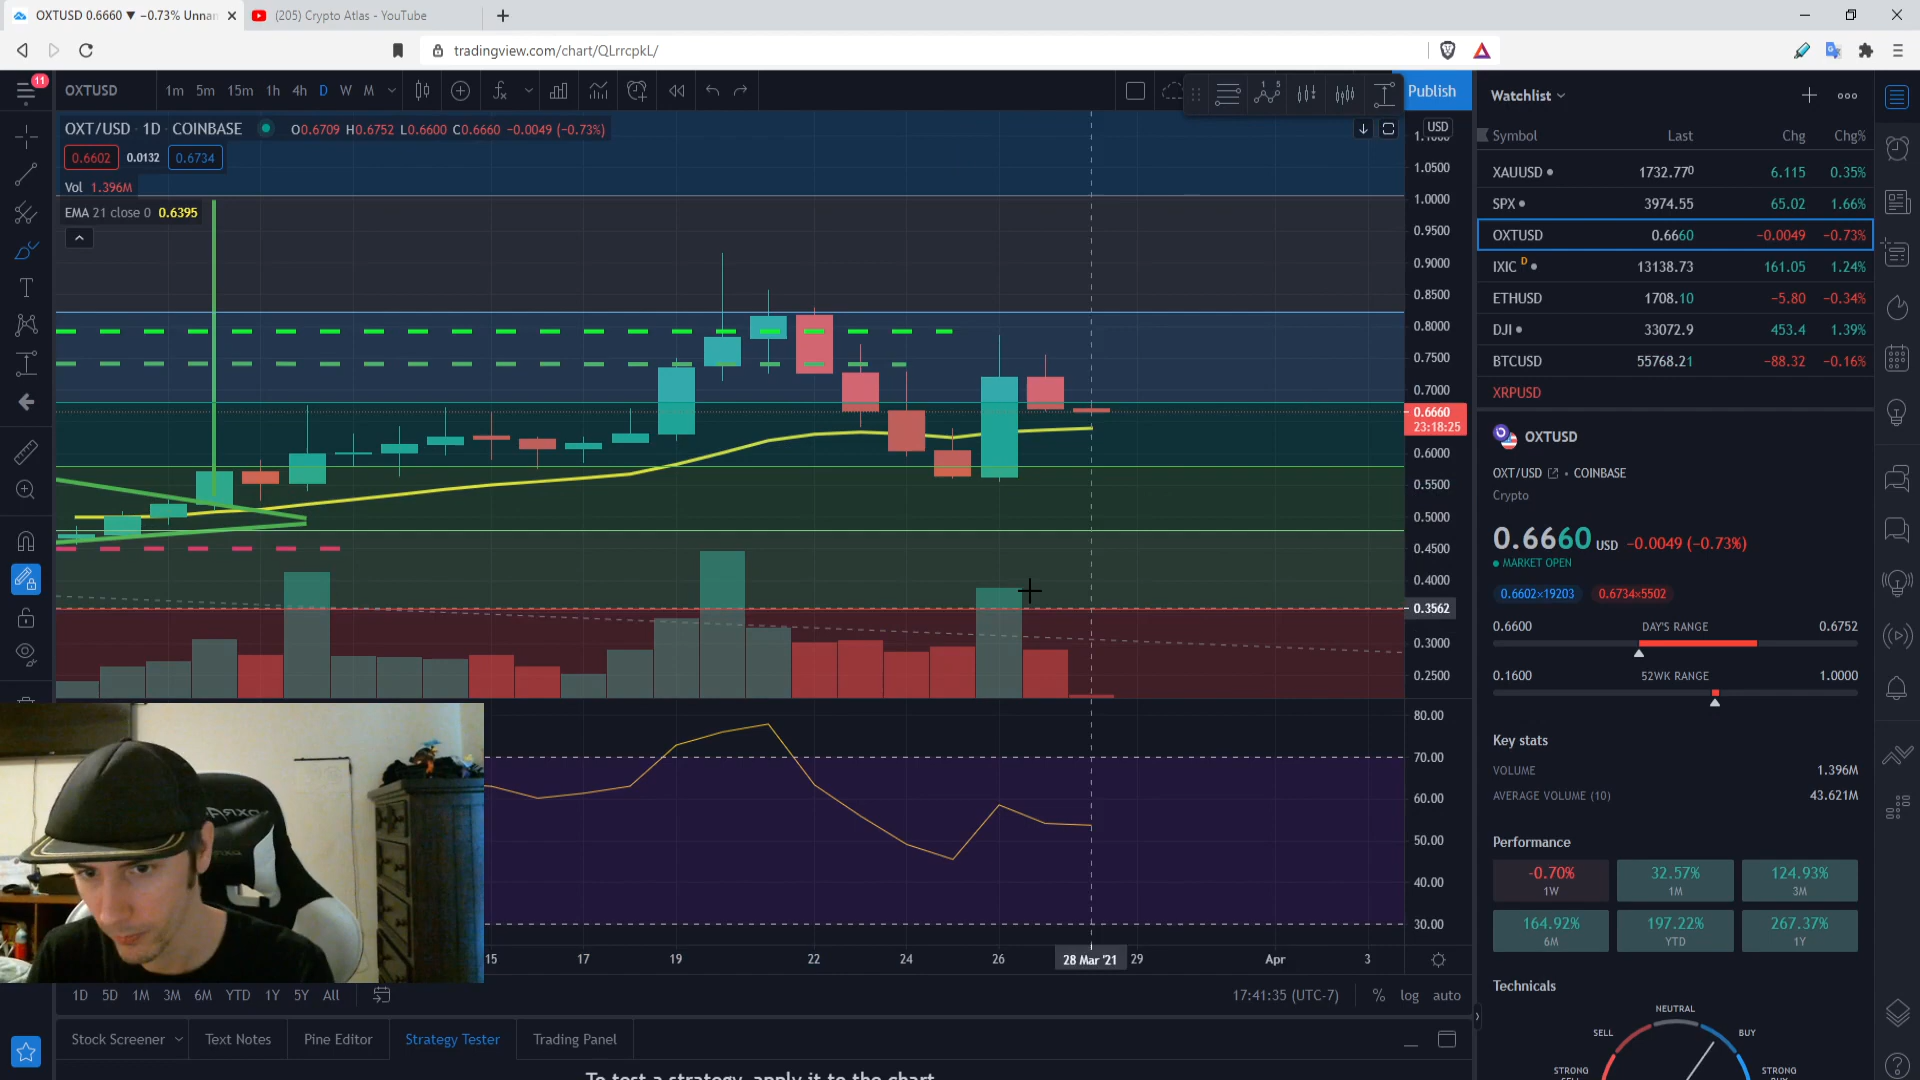 OXTUSD 0.6660 ▼ −0.73% Unnan
(205) Crypto Atlas - YouTube
tradingview.com/chart/QLrrcpkL/
11
OXTUSD
1m 5m 15m 1h 4h D W M
Publish
OXT/USD · 1D · COINBASE
O0.6709 H0.6752 L0.6600 C0.6660 −0.0049 (−0.73%)
0.6602 0.0132 0.6734
Vol 1.396M
EMA 21 close 0 0.6395
USD
1.0500
1.0000
0.9500
0.9000
0.8500
0.8000
0.7500
0.7000
0.6660
23:18:25
0.6000
0.5500
0.5000
0.4500
0.4000
0.3562
0.3000
0.2500
80.00
70.00
60.00
50.00
40.00
30.00
15 17 19 22 24 26 28 Mar '21 29 Apr 3
1D 5D 1M 3M 6M YTD 1Y 5Y All
17:41:35 (UTC-7) % log auto
Stock Screener Text Notes Pine Editor Strategy Tester Trading Panel
To test a strategy, apply it to the chart
Watchlist
Symbol Last Chg Chg%
XAUUSD 1732.770 6.115 0.35%
SPX 3974.55 65.02 1.66%
OXTUSD 0.6660 −0.0049 −0.73%
IXIC D 13138.73 161.05 1.24%
ETHUSD 1708.10 −5.80 −0.34%
DJI 33072.9 453.4 1.39%
BTCUSD 55768.21 −88.32 −0.16%
XRPUSD
OXTUSD
OXT/USD • COINBASE
Crypto
0.6660 USD −0.0049 (−0.73%)
MARKET OPEN
0.6602×19203 0.6734×5502
0.6600 DAY'S RANGE 0.6752
0.1600 52WK RANGE 1.0000
Key stats
VOLUME 1.396M
AVERAGE VOLUME (10) 43.621M
Performance
-0.70% 32.57% 124.93%
1W 1M 3M
164.92% 197.22% 267.37%
6M YTD 1Y
Technicals
NEUTRAL
SELL BUY
STRONG STRONG